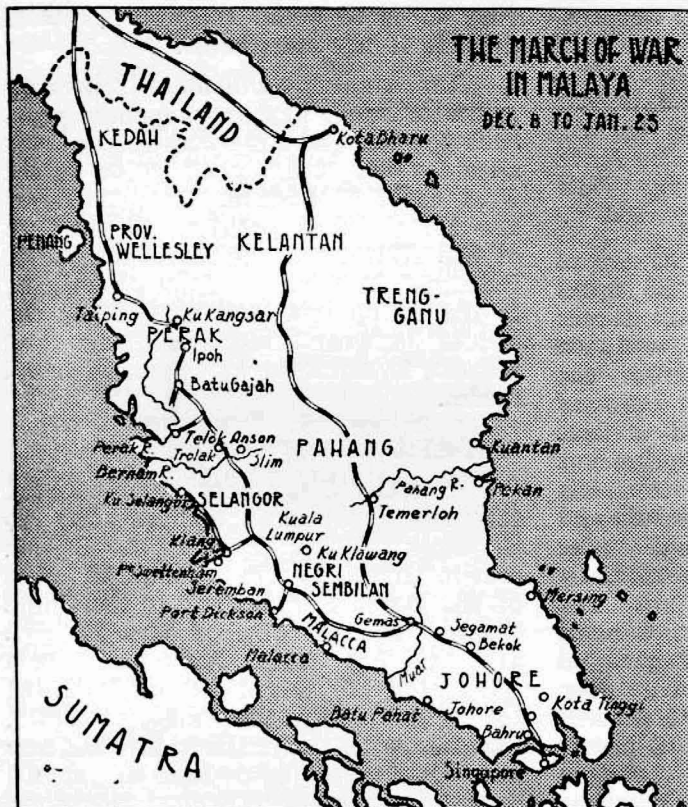 THE MARCH OF WAR
IN MALAYA
DEC. 8 TO JAN. 25
THAILAND
KEDAH
Kota Bharu
PENANG
PROV.
WELLESLEY
KELANTAN
TRENG-
GANU
Taiping
Ku Kangsar
PERAK
Ipoh
Batu Gajah
Telok Anson
Perak R.
Trolak
Slim
PAHANG
Kuantan
Bernam R.
Ku Selangor
SELANGOR
Pahang R.
Pekan
Temerloh
Kuala
Lumpur
Klang
Ku Klawang
Pt Swettenham
NEGRI
SEMBILAN
Seremban
Mersing
Port Dickson
Gemas
Segamat
MALACCA
Bekok
Malacca
Muar
JOHORE
Kota Tinggi
Batu Pahat
Johore
Bahru
SUMATRA
Singapore